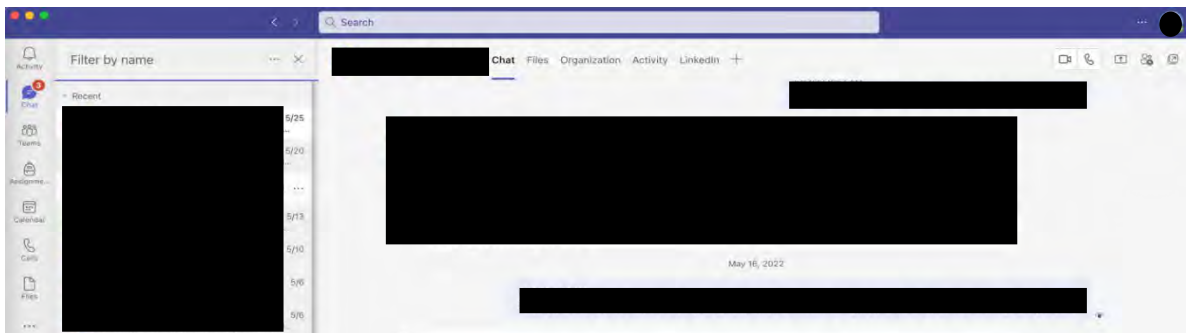 Search
Activity
Chat
Teams
Assignme...
Calendar
Calls
Files
...
Filter by name ... ×
Recent
5/25
5/20
...
5/13
5/10
5/6
5/6
Chat Files Organization Activity LinkedIn +
May 16, 2022